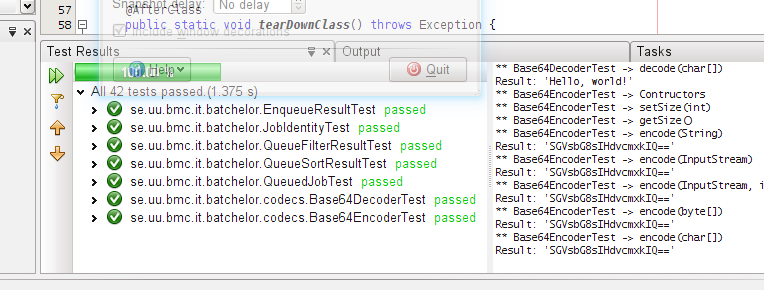 Snapshot delay: No delay
57 @AfterClass
58 public static void tearDownClass() throws Exception {
Include window decorations
Test Results
Output
Tasks
Help
Quit
All 42 tests passed.(1.375 s)
se.uu.bmc.it.batchelor.EnqueueResultTest passed
se.uu.bmc.it.batchelor.JobIdentityTest passed
se.uu.bmc.it.batchelor.QueueFilterResultTest passed
se.uu.bmc.it.batchelor.QueueSortResultTest passed
se.uu.bmc.it.batchelor.QueuedJobTest passed
se.uu.bmc.it.batchelor.codecs.Base64DecoderTest passed
se.uu.bmc.it.batchelor.codecs.Base64EncoderTest passed
** Base64DecoderTest -> decode(char[])
Result: 'Hello, world!'
** Base64EncoderTest -> Contructors
** Base64EncoderTest -> setSize(int)
** Base64EncoderTest -> getSize()
** Base64EncoderTest -> encode(String)
Result: 'SGVsbG8sIHdvcmxkIQ=='
** Base64EncoderTest -> encode(InputStream)
Result: 'SGVsbG8sIHdvcmxkIQ=='
** Base64EncoderTest -> encode(InputStream, i
Result: 'SGVsbG8sIHdvcmxkIQ=='
** Base64EncoderTest -> encode(byte[])
Result: 'SGVsbG8sIHdvcmxkIQ=='
** Base64EncoderTest -> encode(char[])
Result: 'SGVsbG8sIHdvcmxkIQ=='